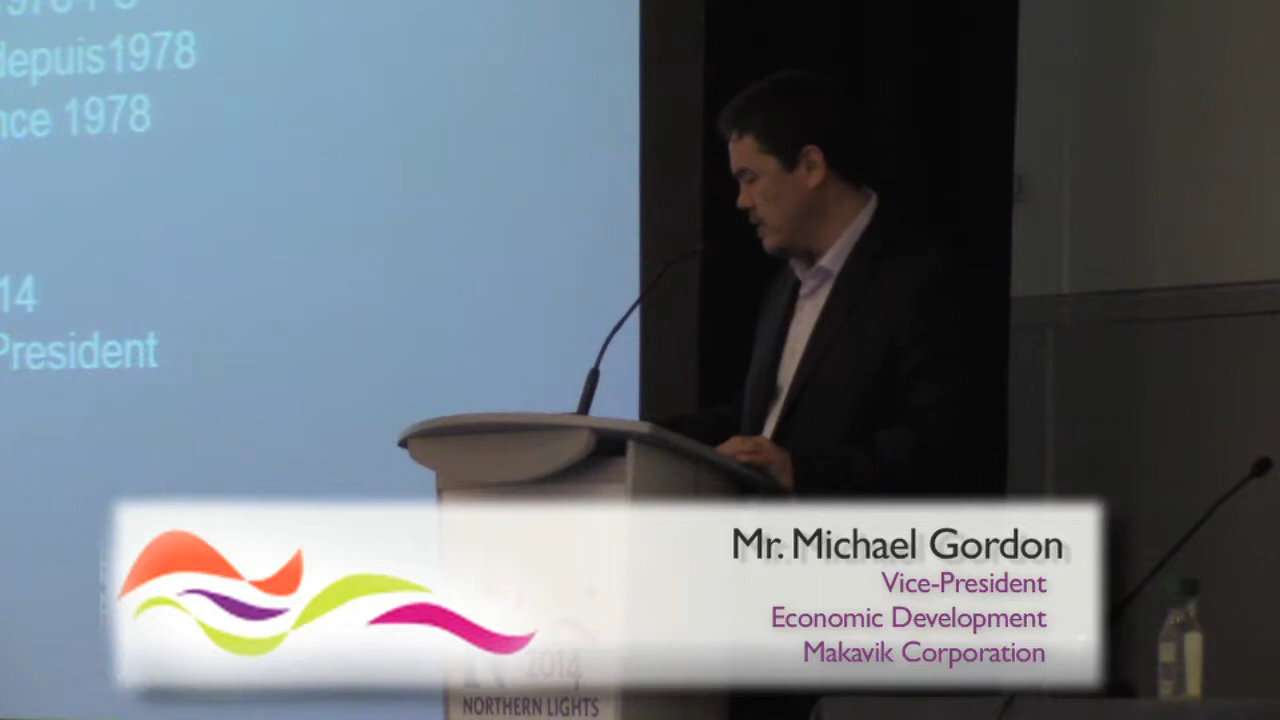 depuis1978
nce 1978
14
President
Mr. Michael Gordon
Vice-President
Economic Development
Makavik Corporation
2014
NORTHERN LIGHTS